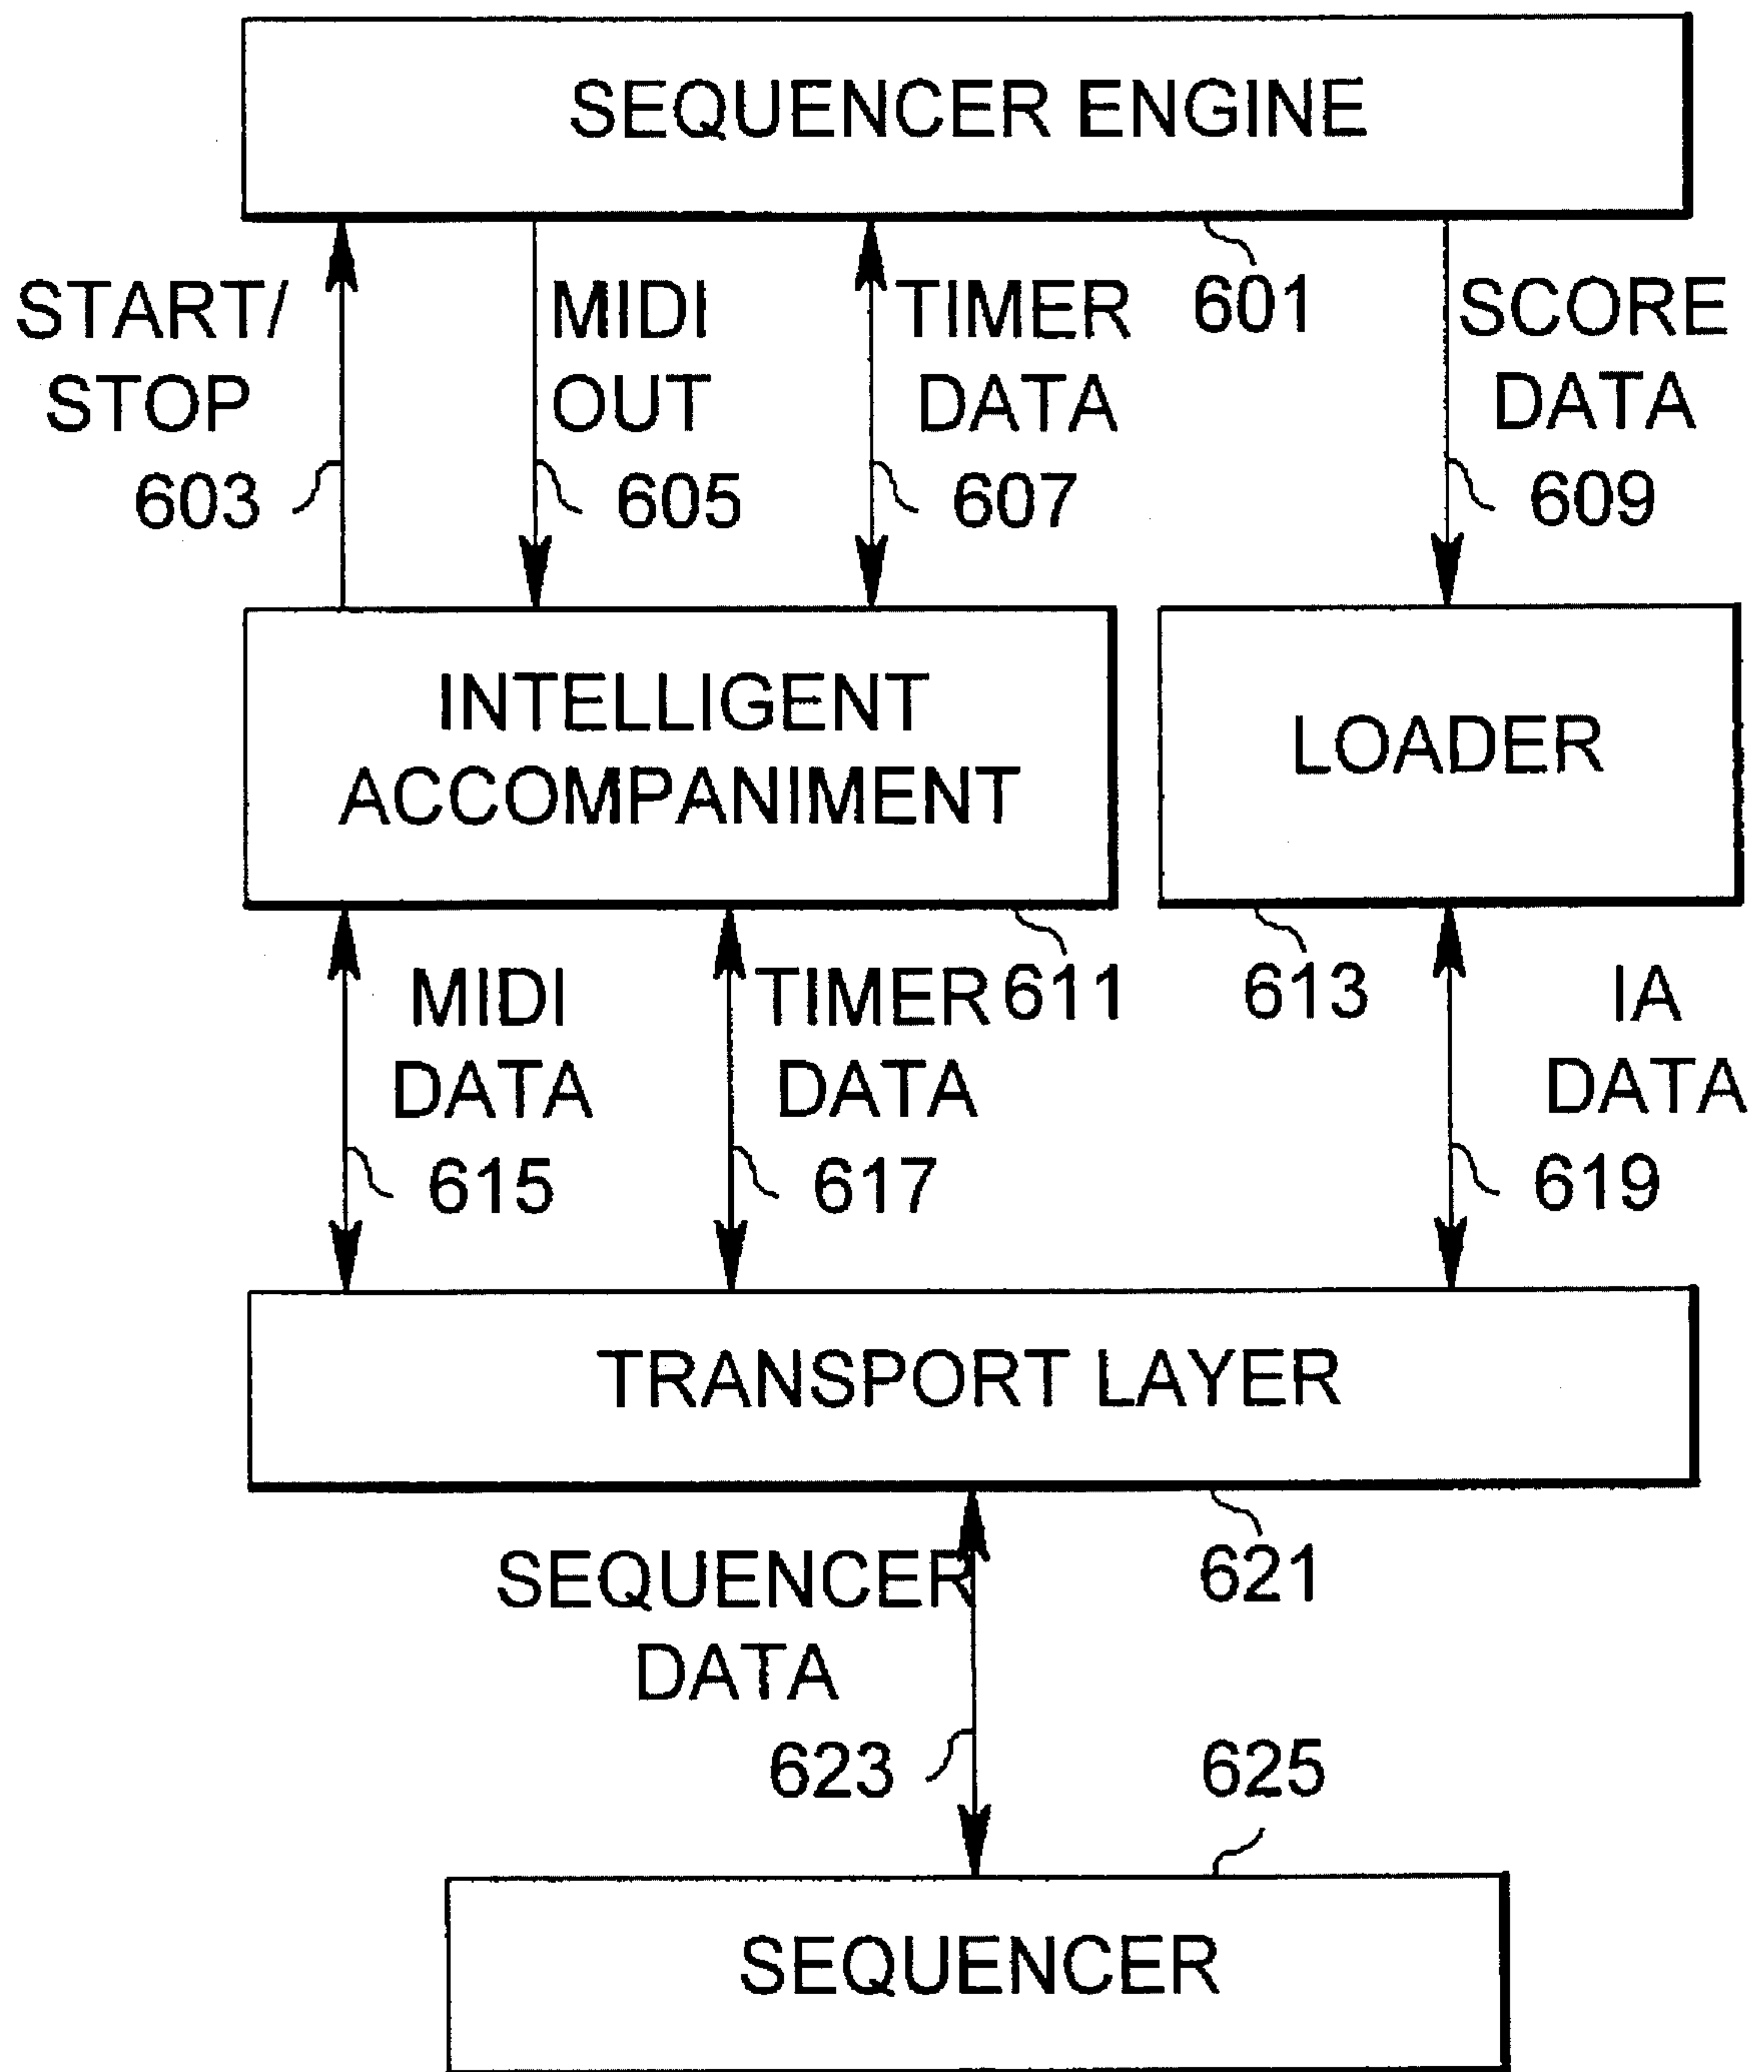 SEQUENCER ENGINE
START/
STOP
603
MIDI
OUT
605
TIMER
DATA
607
601
SCORE
DATA
609
INTELLIGENT
ACCOMPANIMENT
LOADER
MIDI
DATA
615
TIMER
DATA
617
611
613
IA
DATA
619
TRANSPORT LAYER
SEQUENCER
DATA
623
621
625
SEQUENCER